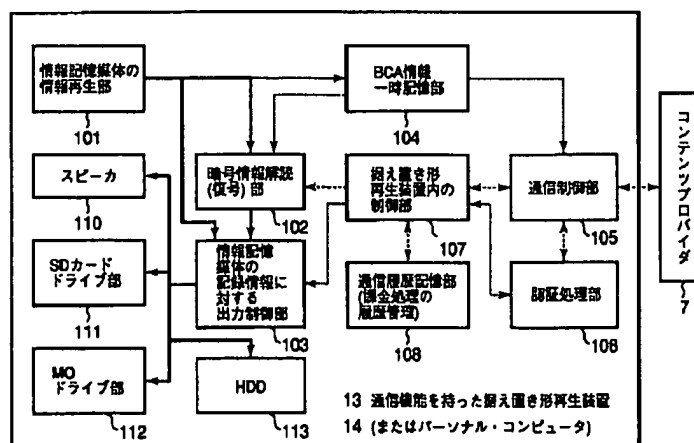 情報記憶媒体の
情報再生部
101
BCA情報
一時記憶部
104
スピーカ
110
暗号情報解読
(復号)部
102
据え置き形
再生装置内の
制御部
107
通信制御部
105
コンテンツプロバイダ
7
SDカード
ドライブ部
111
情報記憶
媒体の
記録情報に
対する
出力制御部
103
通信履歴記憶部
(課金処理の
履歴管理)
108
認証処理部
106
MO
ドライブ部
112
HDD
113
13 通信機能を持った据え置き形再生装置
14 (またはパーソナル・コンピュータ)